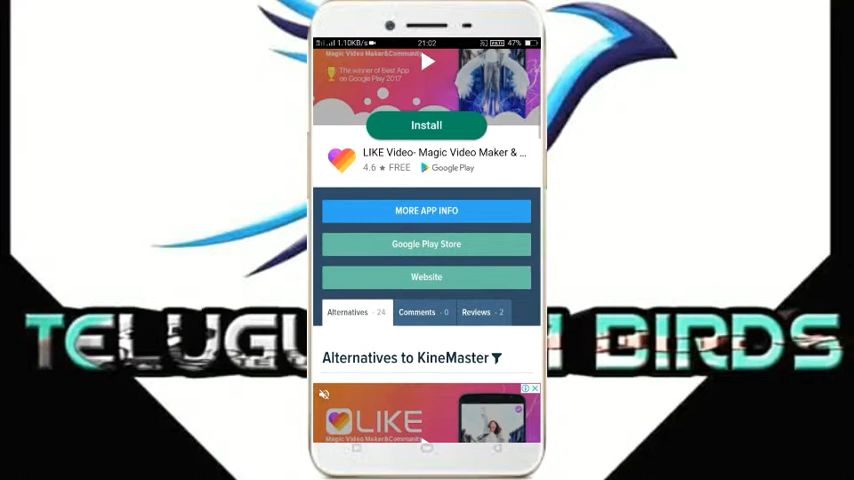 1.10KB/s 21:02 47%
Magic Video Maker&Community
The winner of Best App
on Google Play 2017
Install
LIKE Video- Magic Video Maker & ...
4.6 ★ FREE Google Play
MORE APP INFO
Google Play Store
Website
Alternatives - 24 Comments - 0 Reviews - 2
TELUGU BIRDS
Alternatives to KineMaster
LIKE
Magic Video Maker&Community